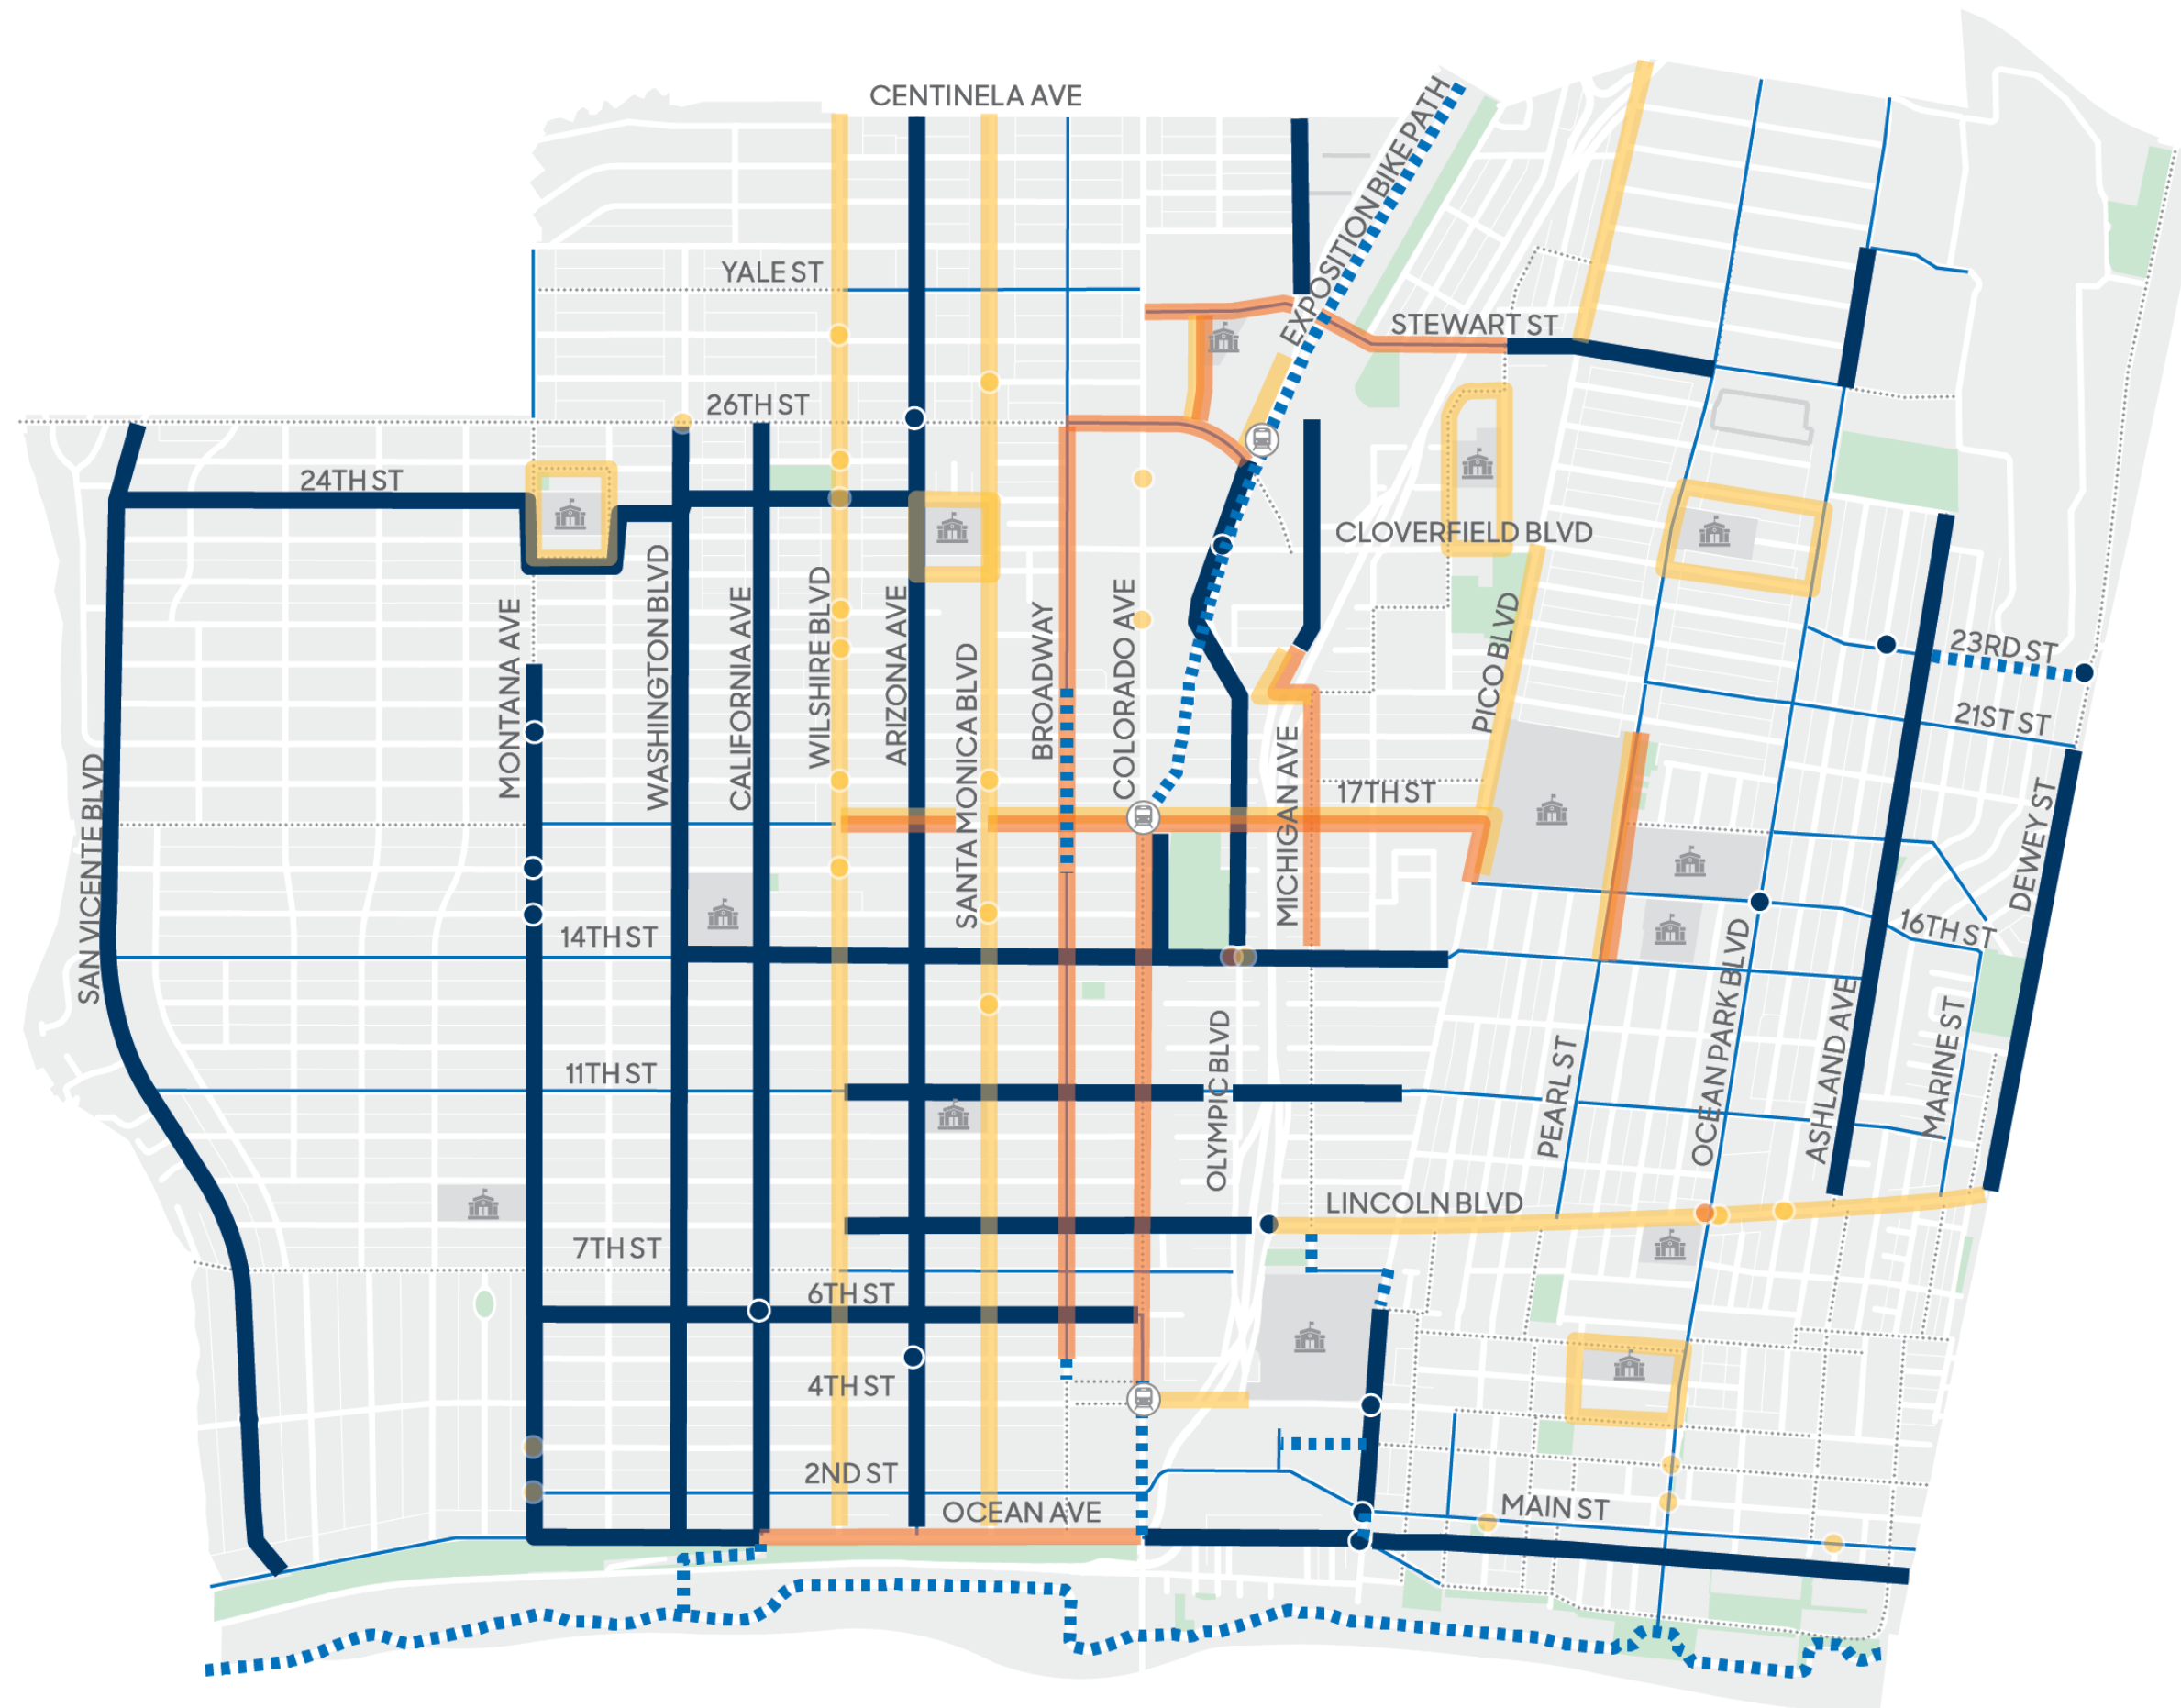 CENTINELA AVE
EXPOSITION BIKE PATH
YALE ST
STEWART ST
26TH ST
24TH ST
CLOVERFIELD BLVD
MONTANA AVE
WASHINGTON BLVD
CALIFORNIA AVE
WILSHIRE BLVD
ARIZONA AVE
SANTA MONICA BLVD
BROADWAY
COLORADO AVE
PICO BLVD
23RD ST
21ST ST
SAN VICENTE BLVD
MICHIGAN AVE
17TH ST
DEWEY ST
14TH ST
16TH ST
OCEAN PARK BLVD
ASHLAND AVE
MARINE ST
11TH ST
OLYMPIC BLVD
PEARL ST
LINCOLN BLVD
7TH ST
6TH ST
4TH ST
2ND ST
OCEAN AVE
MAIN ST